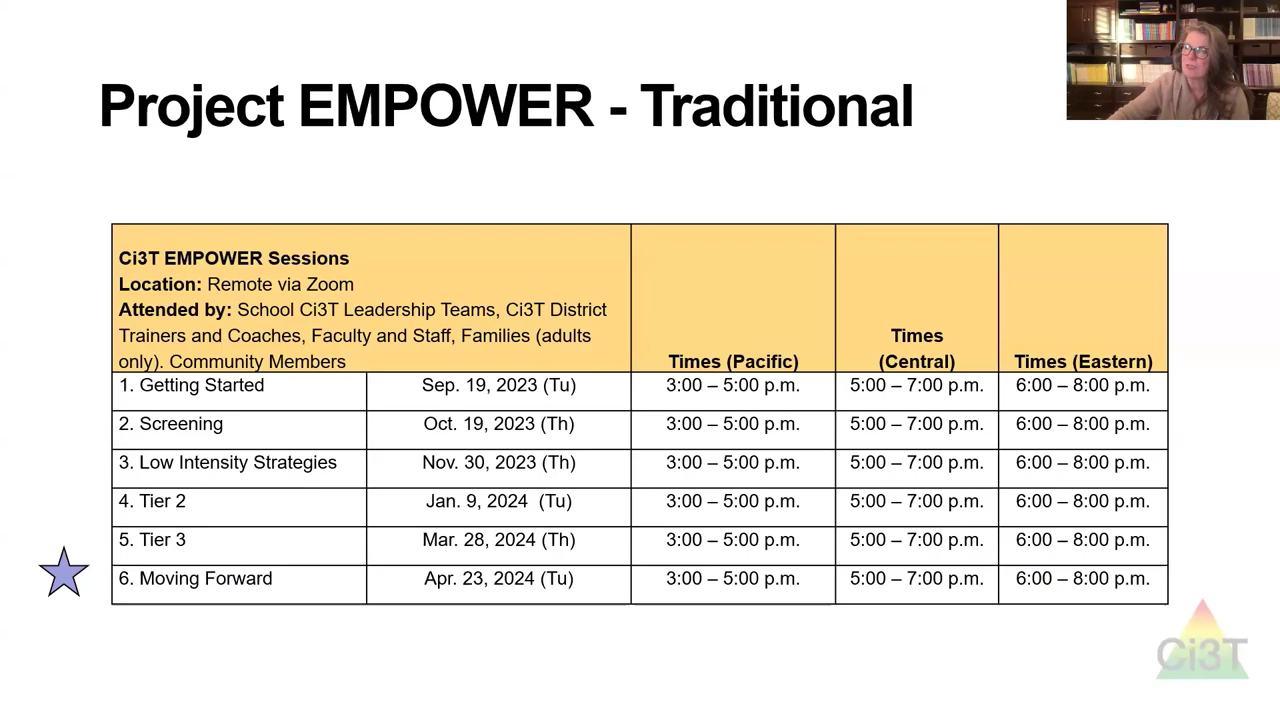 Project EMPOWER - Traditional
Ci3T EMPOWER Sessions
Location: Remote via Zoom
Attended by: School Ci3T Leadership Teams, Ci3T District
Trainers and Coaches, Faculty and Staff, Families (adults
only). Community Members
Times (Pacific)
Times
(Central)
Times (Eastern)
1. Getting Started Sep. 19, 2023 (Tu) 3:00 – 5:00 p.m. 5:00 – 7:00 p.m. 6:00 – 8:00 p.m.
2. Screening Oct. 19, 2023 (Th) 3:00 – 5:00 p.m. 5:00 – 7:00 p.m. 6:00 – 8:00 p.m.
3. Low Intensity Strategies Nov. 30, 2023 (Th) 3:00 – 5:00 p.m. 5:00 – 7:00 p.m. 6:00 – 8:00 p.m.
4. Tier 2 Jan. 9, 2024 (Tu) 3:00 – 5:00 p.m. 5:00 – 7:00 p.m. 6:00 – 8:00 p.m.
5. Tier 3 Mar. 28, 2024 (Th) 3:00 – 5:00 p.m. 5:00 – 7:00 p.m. 6:00 – 8:00 p.m.
6. Moving Forward Apr. 23, 2024 (Tu) 3:00 – 5:00 p.m. 5:00 – 7:00 p.m. 6:00 – 8:00 p.m.
Ci3T